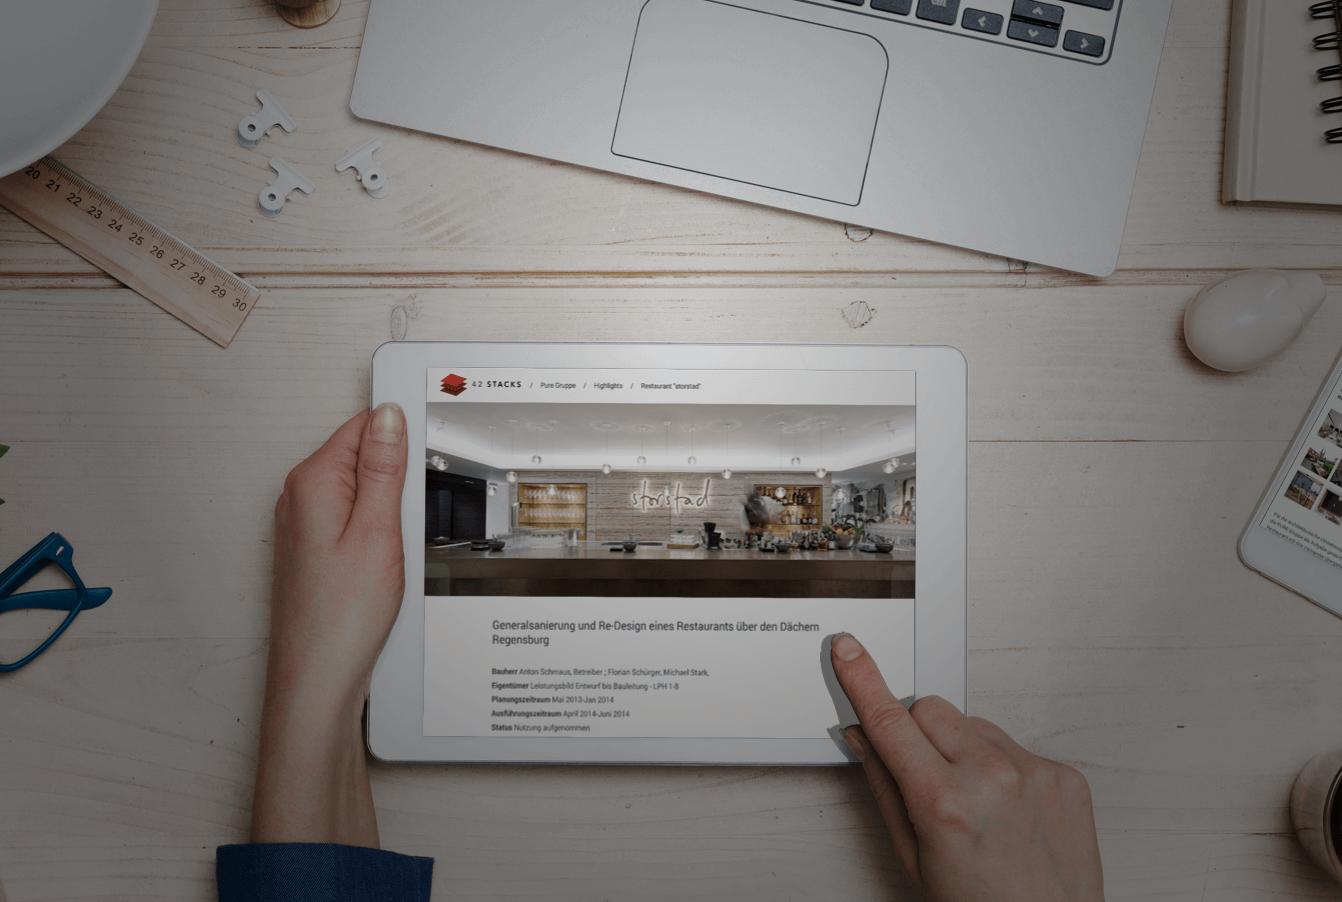 20 21 22 23 24 25 26 27 28 29 30
42 STACKS / Pure Gruppe / Highlights / Restaurant "storstad"
storstad
Generalsanierung und Re-Design eines Restaurants über den Dächern
Regensburg
Bauherr Anton Schmaus, Betreiber ; Florian Schürger, Michael Stark,
Eigentümer Leistungsbild Entwurf bis Bauleitung - LPH 1-8
Planungszeitraum Mai 2013-Jan 2014
Ausführungszeitraum April 2014-Juni 2014
Status Nutzung aufgenommen